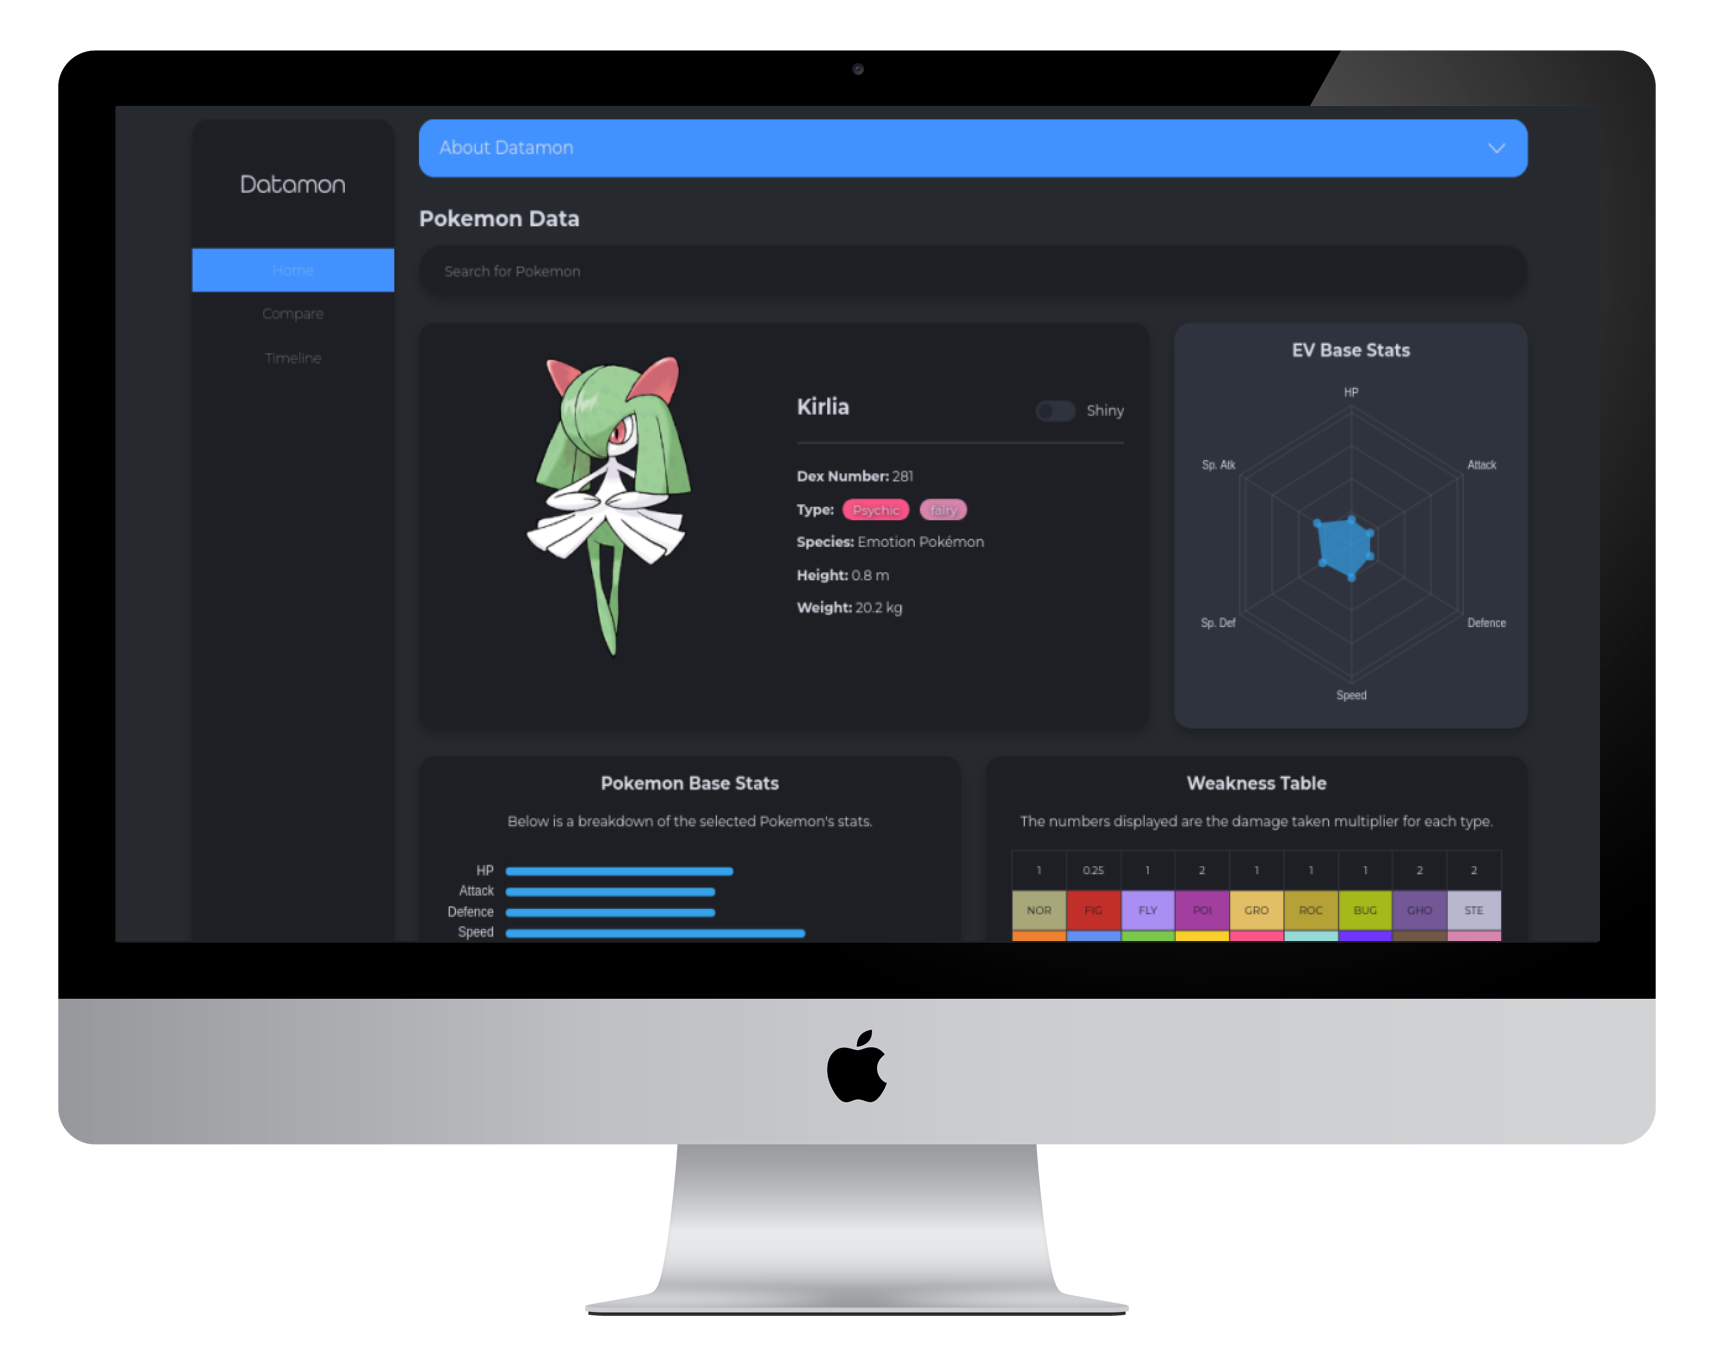 Datamon
Home
Compare
Timeline
About Datamon
Pokemon Data
Search for Pokemon
Kirlia
Shiny
Dex Number: 281
Type: Psychic fairy
Species: Emotion Pokémon
Height: 0.8 m
Weight: 20.2 kg
EV Base Stats
HP
Sp. Atk
Attack
Sp. Def
Defence
Speed
Pokemon Base Stats
Below is a breakdown of the selected Pokemon's stats.
HP
Attack
Defence
Speed
Weakness Table
The numbers displayed are the damage taken multiplier for each type.
1 0.25 1 2 1 1 1 2 2
NOR FIG FLY POI GRO ROC BUG GHO STE